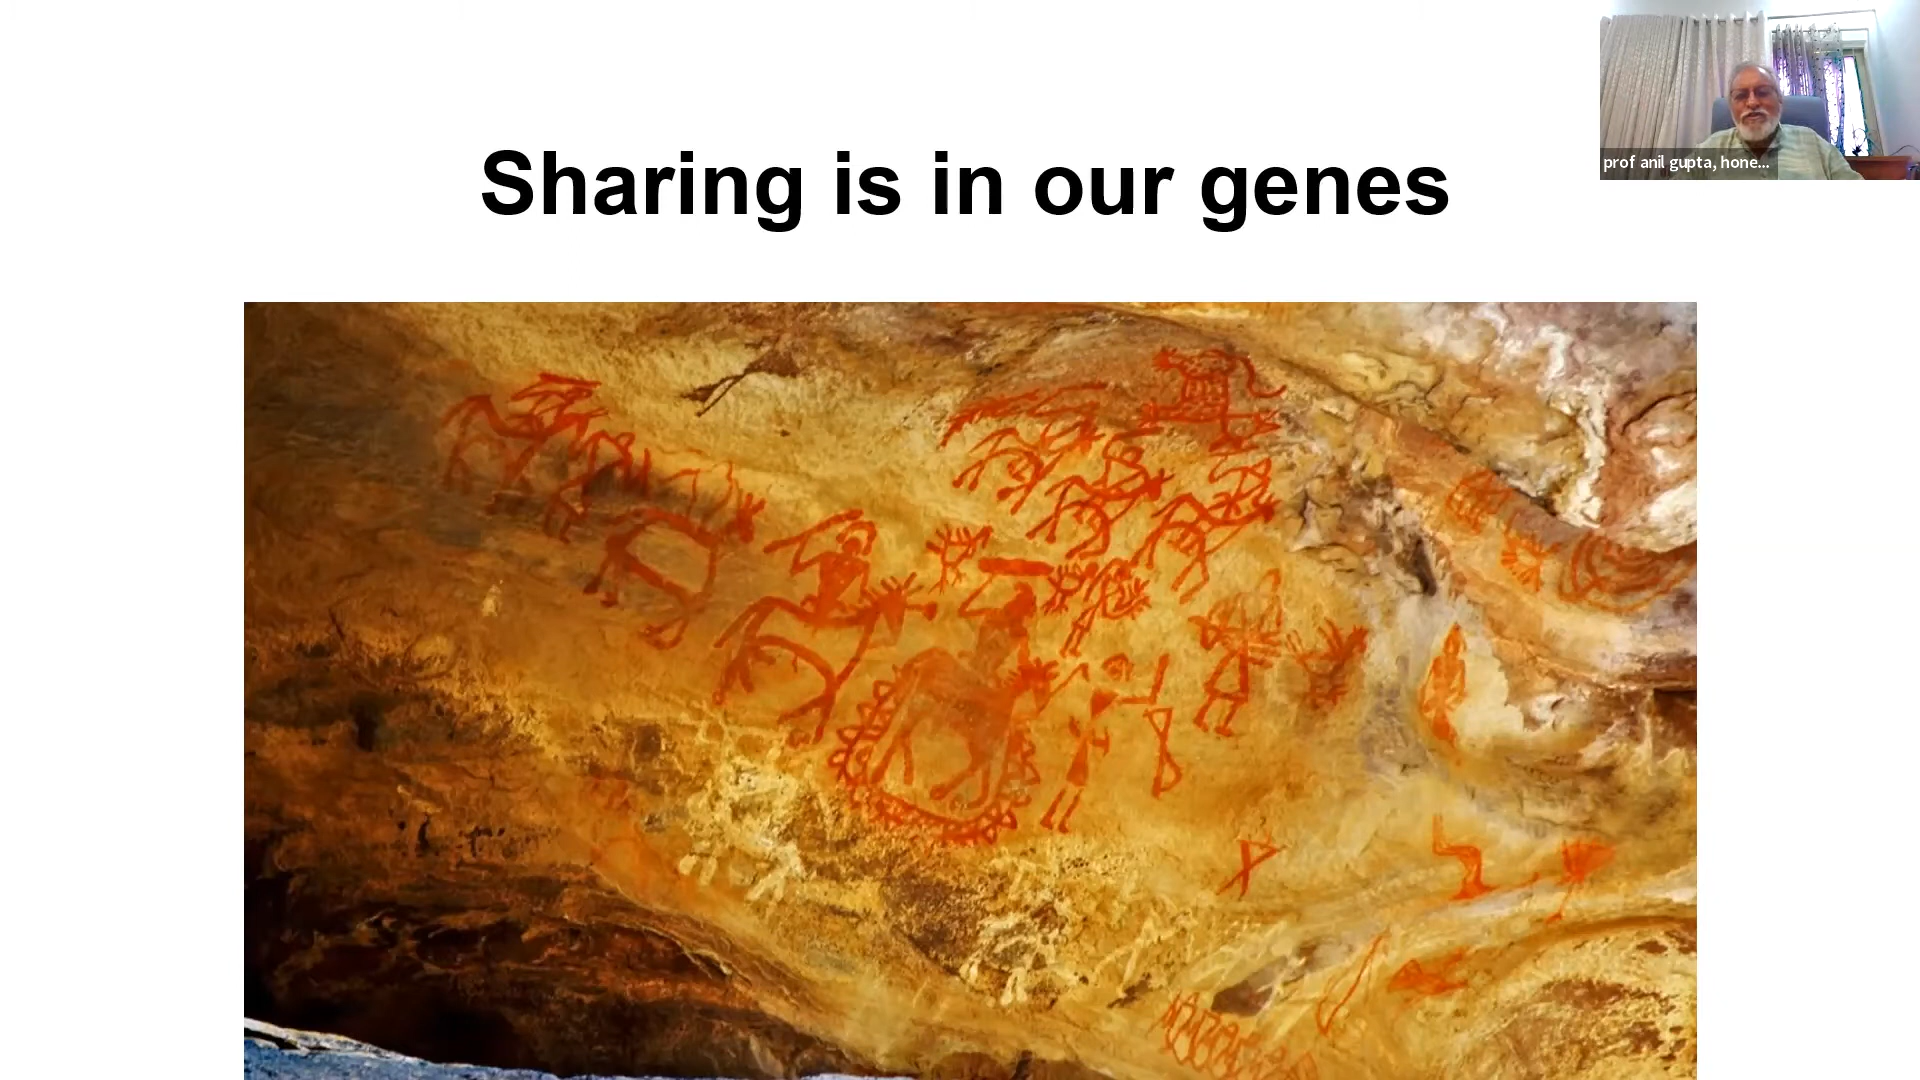 Sharing is in our genes
prof anil gupta, hone...